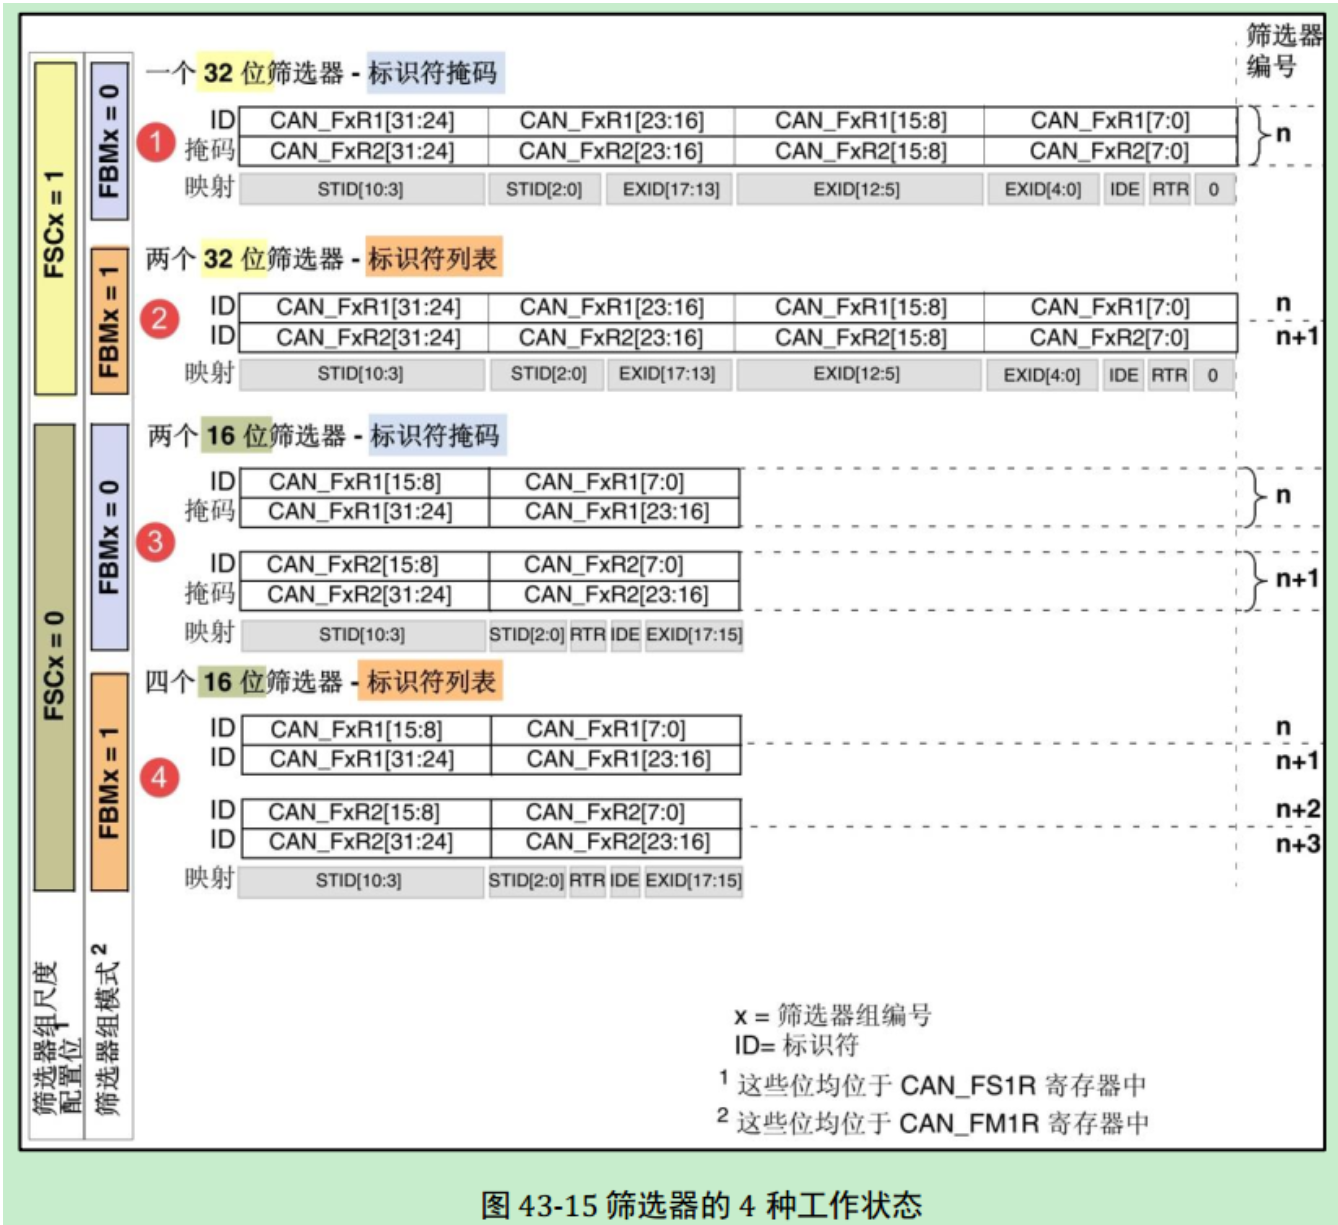 筛选器
编号
一个 32 位筛选器 - 标识符掩码
FSCx = 1
FBMx = 0
1
ID CAN_FxR1[31:24] CAN_FxR1[23:16] CAN_FxR1[15:8] CAN_FxR1[7:0]
掩码 CAN_FxR2[31:24] CAN_FxR2[23:16] CAN_FxR2[15:8] CAN_FxR2[7:0]
n
映射 STID[10:3] STID[2:0] EXID[17:13] EXID[12:5] EXID[4:0] IDE RTR 0
两个 32 位筛选器 - 标识符列表
FBMx = 1
2
ID CAN_FxR1[31:24] CAN_FxR1[23:16] CAN_FxR1[15:8] CAN_FxR1[7:0] n
ID CAN_FxR2[31:24] CAN_FxR2[23:16] CAN_FxR2[15:8] CAN_FxR2[7:0] n+1
映射 STID[10:3] STID[2:0] EXID[17:13] EXID[12:5] EXID[4:0] IDE RTR 0
两个 16 位筛选器 - 标识符掩码
FSCx = 0
FBMx = 0
3
ID CAN_FxR1[15:8] CAN_FxR1[7:0]
掩码 CAN_FxR1[31:24] CAN_FxR1[23:16]
n
ID CAN_FxR2[15:8] CAN_FxR2[7:0]
掩码 CAN_FxR2[31:24] CAN_FxR2[23:16]
n+1
映射 STID[10:3] STID[2:0] RTR IDE EXID[17:15]
四个 16 位筛选器 - 标识符列表
FBMx = 1
4
ID CAN_FxR1[15:8] CAN_FxR1[7:0] n
ID CAN_FxR1[31:24] CAN_FxR1[23:16] n+1
ID CAN_FxR2[15:8] CAN_FxR2[7:0] n+2
ID CAN_FxR2[31:24] CAN_FxR2[23:16] n+3
映射 STID[10:3] STID[2:0] RTR IDE EXID[17:15]
筛选器组尺度
配置位 1
筛选器组模式 2
x = 筛选器组编号
ID= 标识符
1 这些位均位于 CAN_FS1R 寄存器中
2 这些位均位于 CAN_FM1R 寄存器中
图 43-15 筛选器的 4 种工作状态